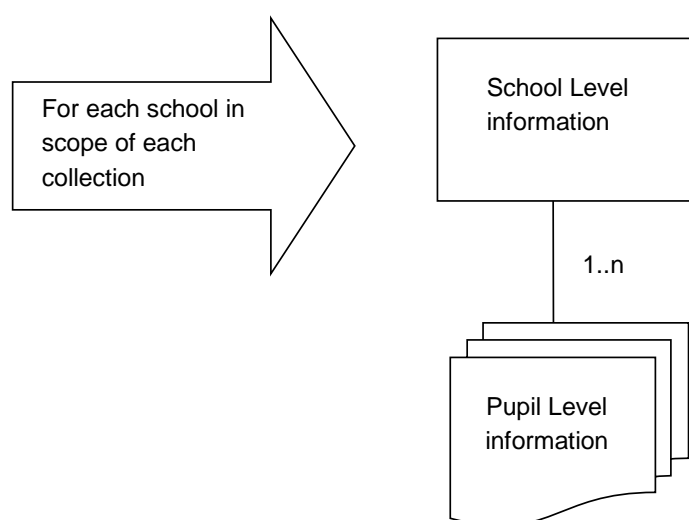 For each school in
scope of each
collection
School Level
information
1..n
Pupil Level
information